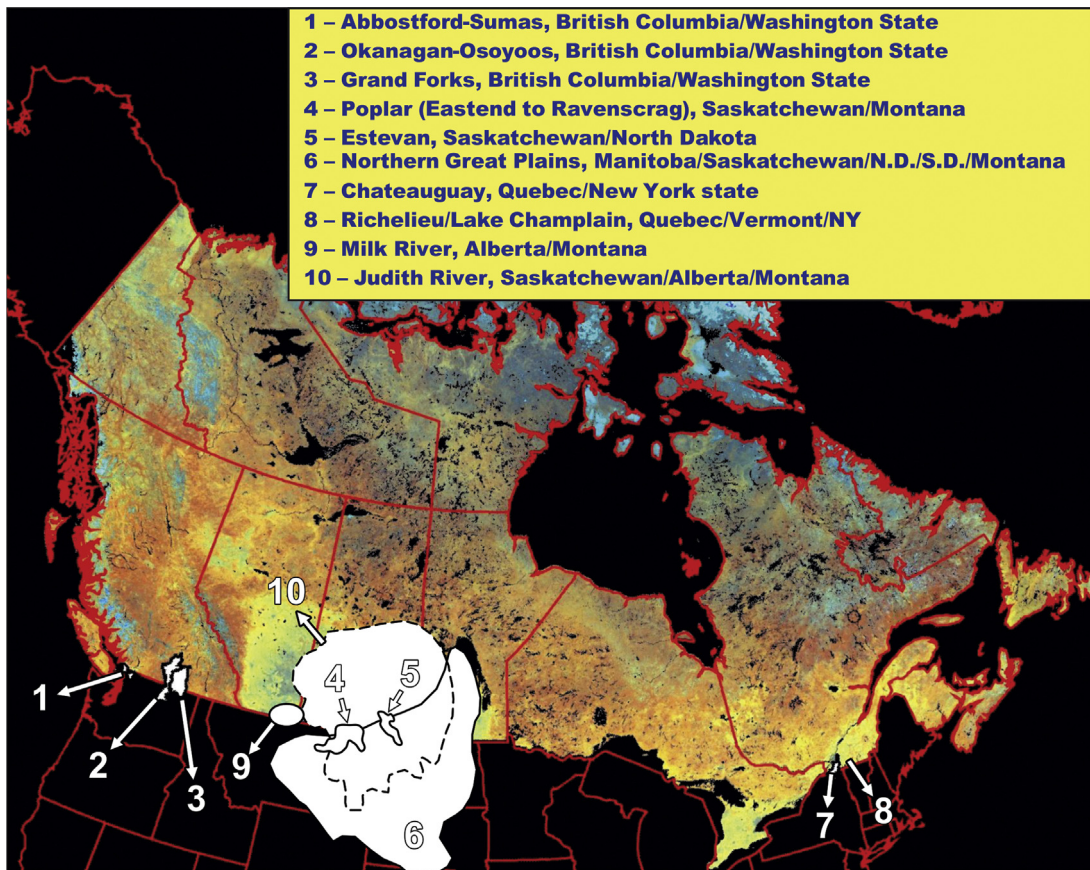 1 – Abbostford-Sumas, British Columbia/Washington State
2 – Okanagan-Osoyoos, British Columbia/Washington State
3 – Grand Forks, British Columbia/Washington State
4 – Poplar (Eastend to Ravenscrag), Saskatchewan/Montana
5 – Estevan, Saskatchewan/North Dakota
6 – Northern Great Plains, Manitoba/Saskatchewan/N.D./S.D./Montana
7 – Chateauguay, Quebec/New York state
8 – Richelieu/Lake Champlain, Quebec/Vermont/NY
9 – Milk River, Alberta/Montana
10 – Judith River, Saskatchewan/Alberta/Montana
10
4
5
1
2
9
3
6
7
8